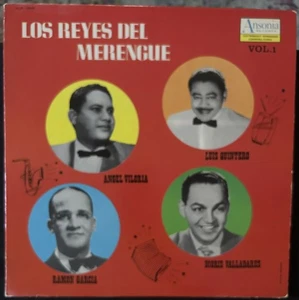 LOS REYES DEL
MERENGUE
Ansonia
VOL. 1
LUIS QUINTERO
ANGEL VILORIA
RAMON GARCIA
DIORIS VALLADARES